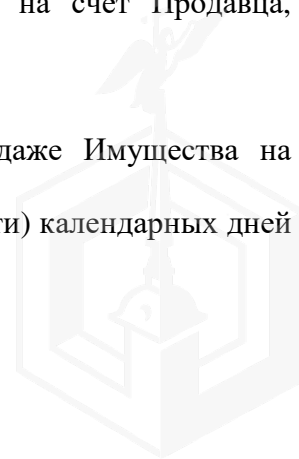 на счет Продавца,
даже Имущества на
ти) календарных дней